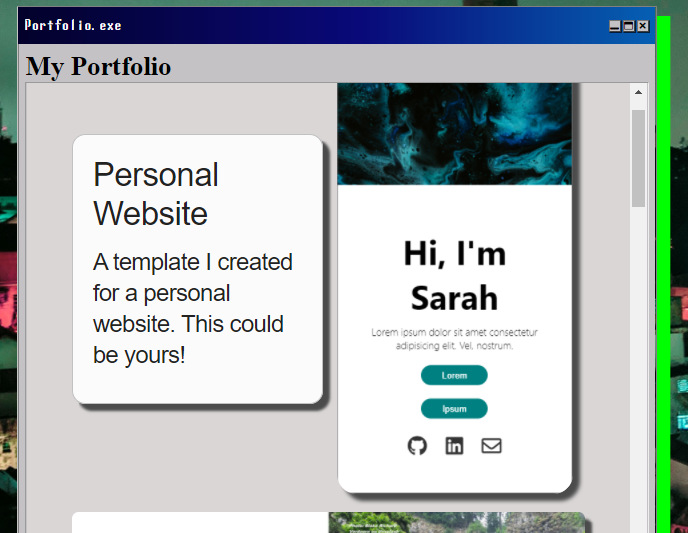 Portfolio.exe
My Portfolio
Personal
Website
A template I created
for a personal
website. This could
be yours!
Hi, I'm
Sarah
Lorem ipsum dolor sit amet consectetur
adipisicing elit. Vel, nostrum.
Lorem
Ipsum